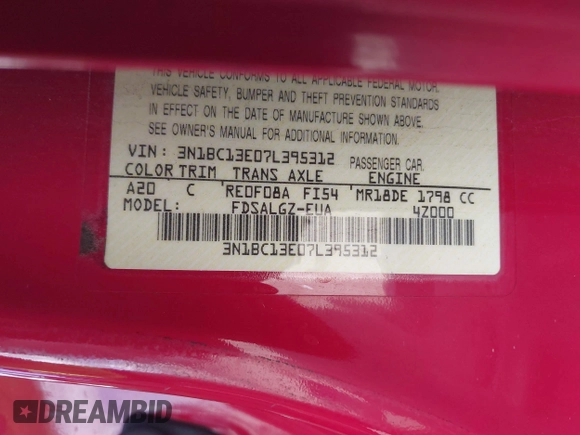 THIS VEHICLE CONFORMS TO ALL APPLICABLE FEDERAL MOTOR
VEHICLE SAFETY, BUMPER AND THEFT PREVENTION STANDARDS
IN EFFECT ON THE DATE OF MANUFACTURE SHOWN ABOVE.
SEE OWNER'S MANUAL FOR ADDITIONAL INFORMATION.
VIN: 3N1BC13E07L395312 PASSENGER CAR
COLOR TRIM TRANS AXLE ENGINE
A20 C RE0F08A FI54 MR18DE 1798 CC
MODEL: FDSALGZ-EUA 4Z000
3N1BC13E07L395312
DREAMBID